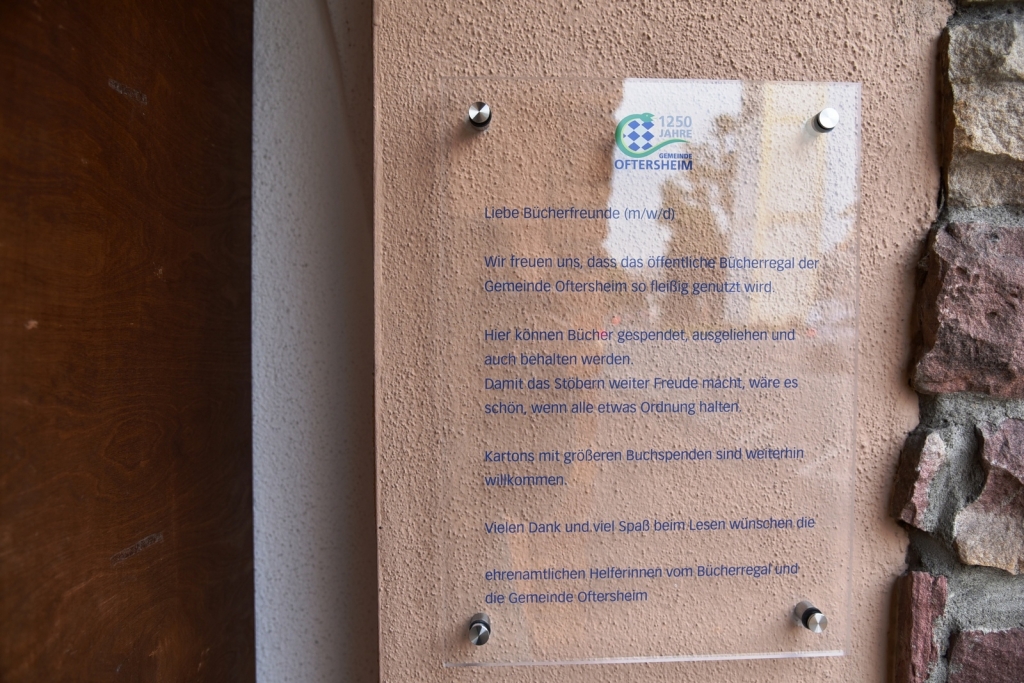 1250
JAHRE
GEMEINDE
OFTERSHEIM
Liebe Bücherfreunde (m/w/d)
Wir freuen uns, dass das öffentliche Bücherregal der
Gemeinde Oftersheim so fleißig genutzt wird.
Hier können Bücher gespendet, ausgeliehen und
auch behalten werden.
Damit das Stöbern weiter Freude macht, wäre es
schön, wenn alle etwas Ordnung halten.
Kartons mit größeren Buchspenden sind weiterhin
willkommen.
Vielen Dank und viel Spaß beim Lesen wünschen die
ehrenamtlichen Helferinnen vom Bücherregal und
die Gemeinde Oftersheim